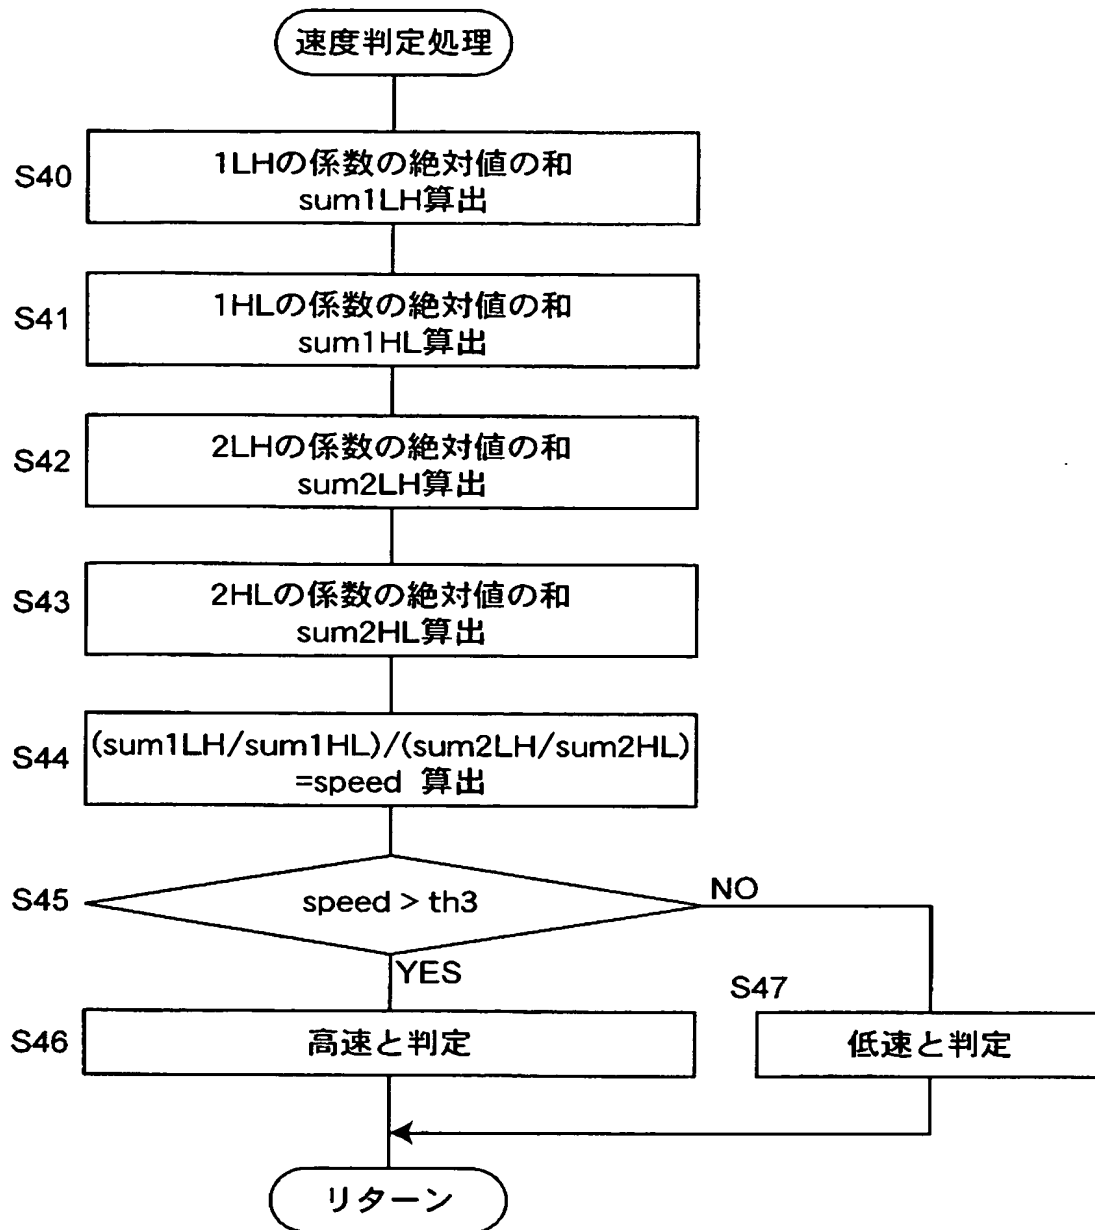 速度判定処理
S40
1LHの係数の絶対値の和
sum1LH算出
S41
1HLの係数の絶対値の和
sum1HL算出
S42
2LHの係数の絶対値の和
sum2LH算出
S43
2HLの係数の絶対値の和
sum2HL算出
S44
(sum1LH/sum1HL)/(sum2LH/sum2HL)
=speed 算出
S45
speed > th3
NO
YES
S47
S46
高速と判定
低速と判定
リターン